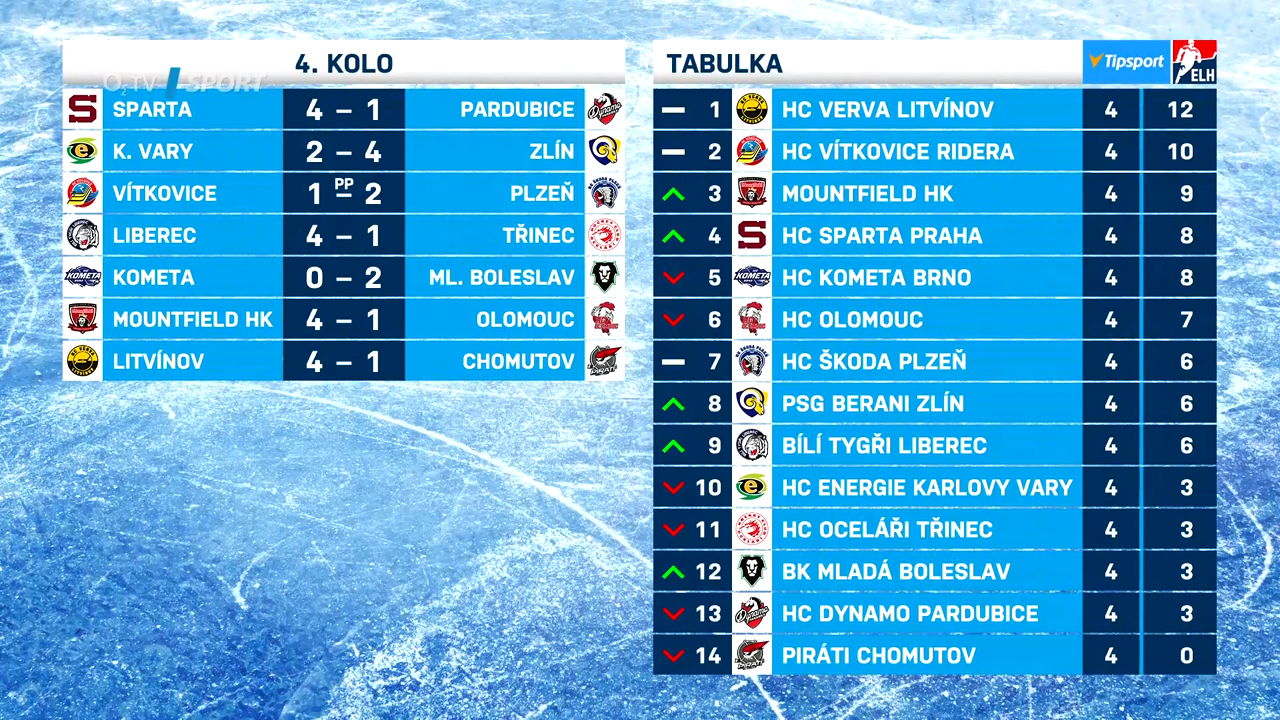 4. KOLO
O2 TV SPORT
SPARTA 4 – 1 PARDUBICE
K. VARY 2 – 4 ZLÍN
VÍTKOVICE 1 PP – 2 PLZEŇ
LIBEREC 4 – 1 TŘINEC
KOMETA 0 – 2 ML. BOLESLAV
MOUNTFIELD HK 4 – 1 OLOMOUC
LITVÍNOV 4 – 1 CHOMUTOV
TABULKA Tipsport ELH
1 HC VERVA LITVÍNOV 4 12
2 HC VÍTKOVICE RIDERA 4 10
3 MOUNTFIELD HK 4 9
4 HC SPARTA PRAHA 4 8
5 HC KOMETA BRNO 4 8
6 HC OLOMOUC 4 7
7 HC ŠKODA PLZEŇ 4 6
8 PSG BERANI ZLÍN 4 6
9 BÍLÍ TYGŘI LIBEREC 4 6
10 HC ENERGIE KARLOVY VARY 4 3
11 HC OCELÁŘI TŘINEC 4 3
12 BK MLADÁ BOLESLAV 4 3
13 HC DYNAMO PARDUBICE 4 3
14 PIRÁTI CHOMUTOV 4 0